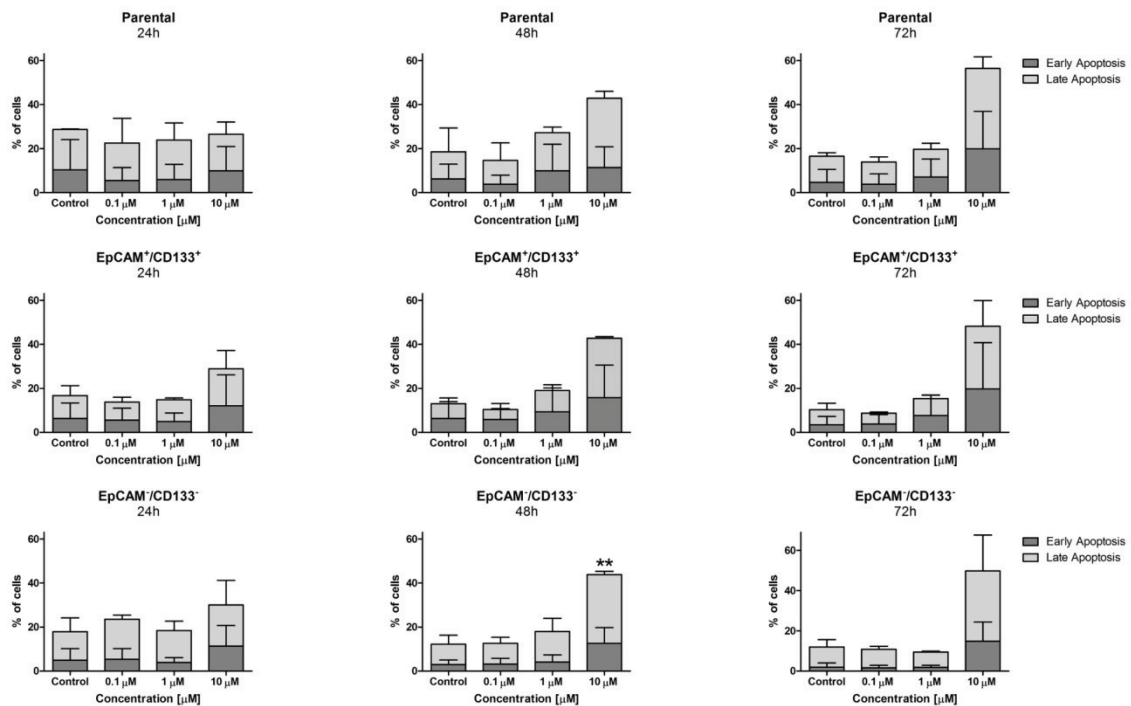 Parental
24h
% of cells
60
40
20
0
Control 0.1 μM 1 μM 10 μM
Concentration [μM]
Parental
48h
% of cells
60
40
20
0
Control 0.1 μM 1 μM 10 μM
Concentration [μM]
Parental
72h
% of cells
60
40
20
0
Control 0.1 μM 1 μM 10 μM
Concentration [μM]
Early Apoptosis
Late Apoptosis
EpCAM⁺/CD133⁺
24h
% of cells
60
40
20
0
Control 0.1 μM 1 μM 10 μM
Concentration [μM]
EpCAM⁺/CD133⁺
48h
% of cells
60
40
20
0
Control 0.1 μM 1 μM 10 μM
Concentration [μM]
EpCAM⁺/CD133⁺
72h
% of cells
60
40
20
0
Control 0.1 μM 1 μM 10 μM
Concentration [μM]
Early Apoptosis
Late Apoptosis
EpCAM⁻/CD133⁻
24h
% of cells
60
40
20
0
Control 0.1 μM 1 μM 10 μM
Concentration [μM]
EpCAM⁻/CD133⁻
48h
% of cells
60
40
20
0
**
Control 0.1 μM 1 μM 10 μM
Concentration [μM]
EpCAM⁻/CD133⁻
72h
% of cells
60
40
20
0
Control 0.1 μM 1 μM 10 μM
Concentration [μM]
Early Apoptosis
Late Apoptosis